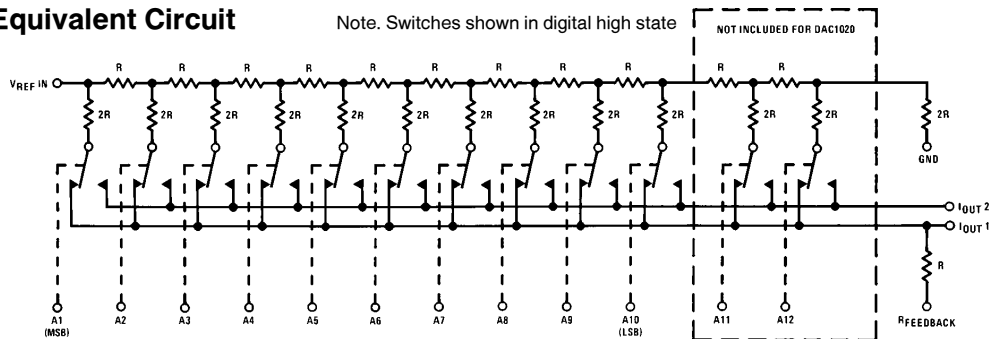 Equivalent Circuit
Note. Switches shown in digital high state
NOT INCLUDED FOR DAC1020
R R R R R R R R R R R
VREF IN
2R 2R 2R 2R 2R 2R 2R 2R 2R 2R 2R 2R 2R
GND
IOUT 2
IOUT 1
R
A1 A2 A3 A4 A5 A6 A7 A8 A9 A10 A11 A12 RFEEDBACK
(MSB) (LSB)